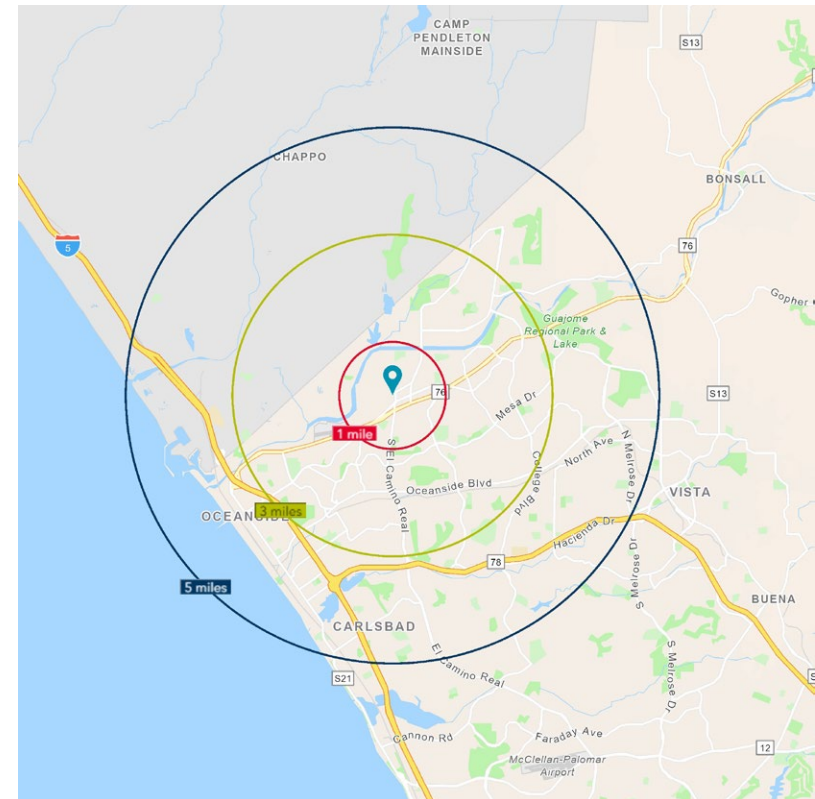 CAMP
PENDLETON
MAINSIDE
S13
CHAPPO
BONSALL
5
76
Gopher
Guajome
Regional Park &
Lake
76
S13
Mesa Dr
1 mile
S El Camino Real
College Blvd
North Ave
N Melrose Dr
Oceanside Blvd
VISTA
3 miles
OCEANSIDE
Hacienda Dr
78
5 miles
S Melrose Dr
BUENA
CARLSBAD
El Camino Real
S Melrose Dr
S21
Cannon Rd
Faraday Ave
12
McClellan-Palomar
Airport